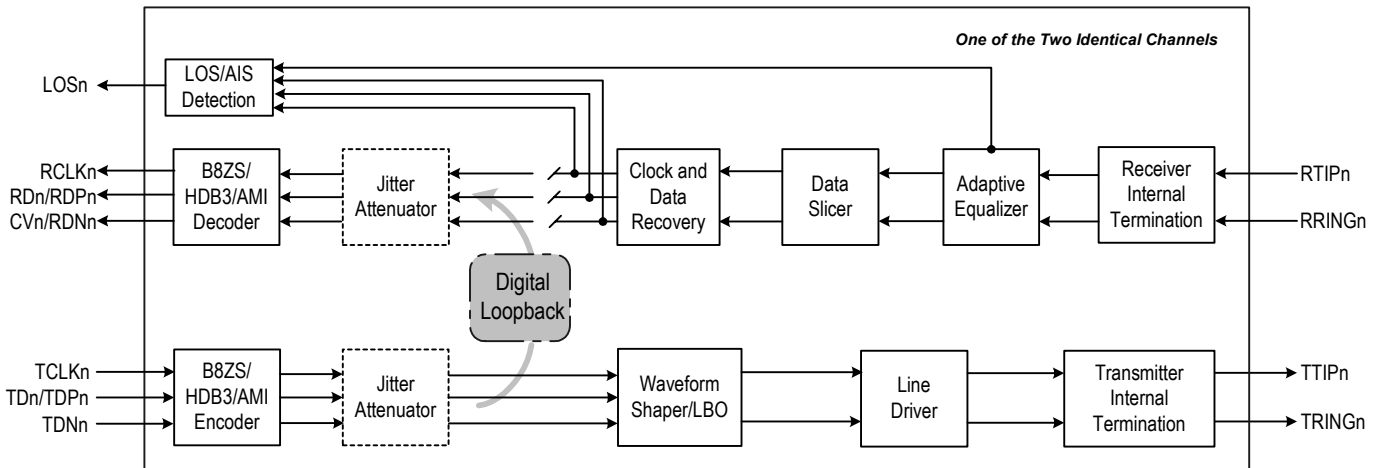 One of the Two Identical Channels
LOSn
LOS/AIS
Detection
RCLKn
RDn/RDPn
CVn/RDNn
B8ZS/
HDB3/AMI
Decoder
Jitter
Attenuator
Clock and
Data
Recovery
Data
Slicer
Adaptive
Equalizer
Receiver
Internal
Termination
RTIPn
RRINGn
Digital
Loopback
TCLKn
TDn/TDPn
TDNn
B8ZS/
HDB3/AMI
Encoder
Jitter
Attenuator
Waveform
Shaper/LBO
Line
Driver
Transmitter
Internal
Termination
TTIPn
TRINGn